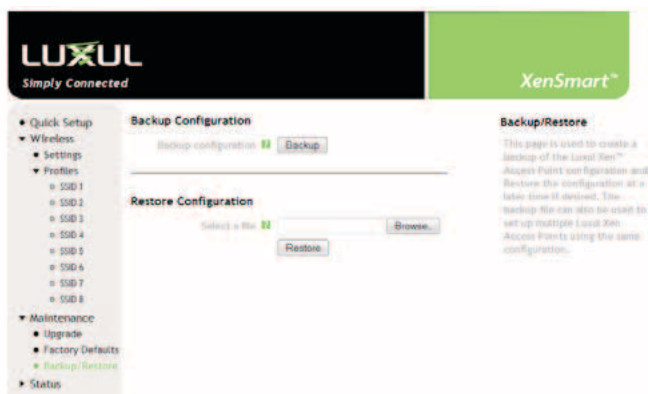 LUXUL
Simply Connected
XenSmart™
Quick Setup
Wireless
Settings
Profiles
SSID 1
SSID 2
SSID 3
SSID 4
SSID 5
SSID 6
SSID 7
SSID 8
Maintenance
Upgrade
Factory Defaults
Backup/Restore
Status
Backup Configuration
Backup configuration ? Backup
Restore Configuration
Select a file ? Browse..
Restore
Backup/Restore
This page is used to create a
backup of the Luxul Xen™
Access Point configuration and
Restore the configuration at a
later time if desired. The
backup file can also be used to
set up multiple Luxul Xen
Access Points using the same
configuration.